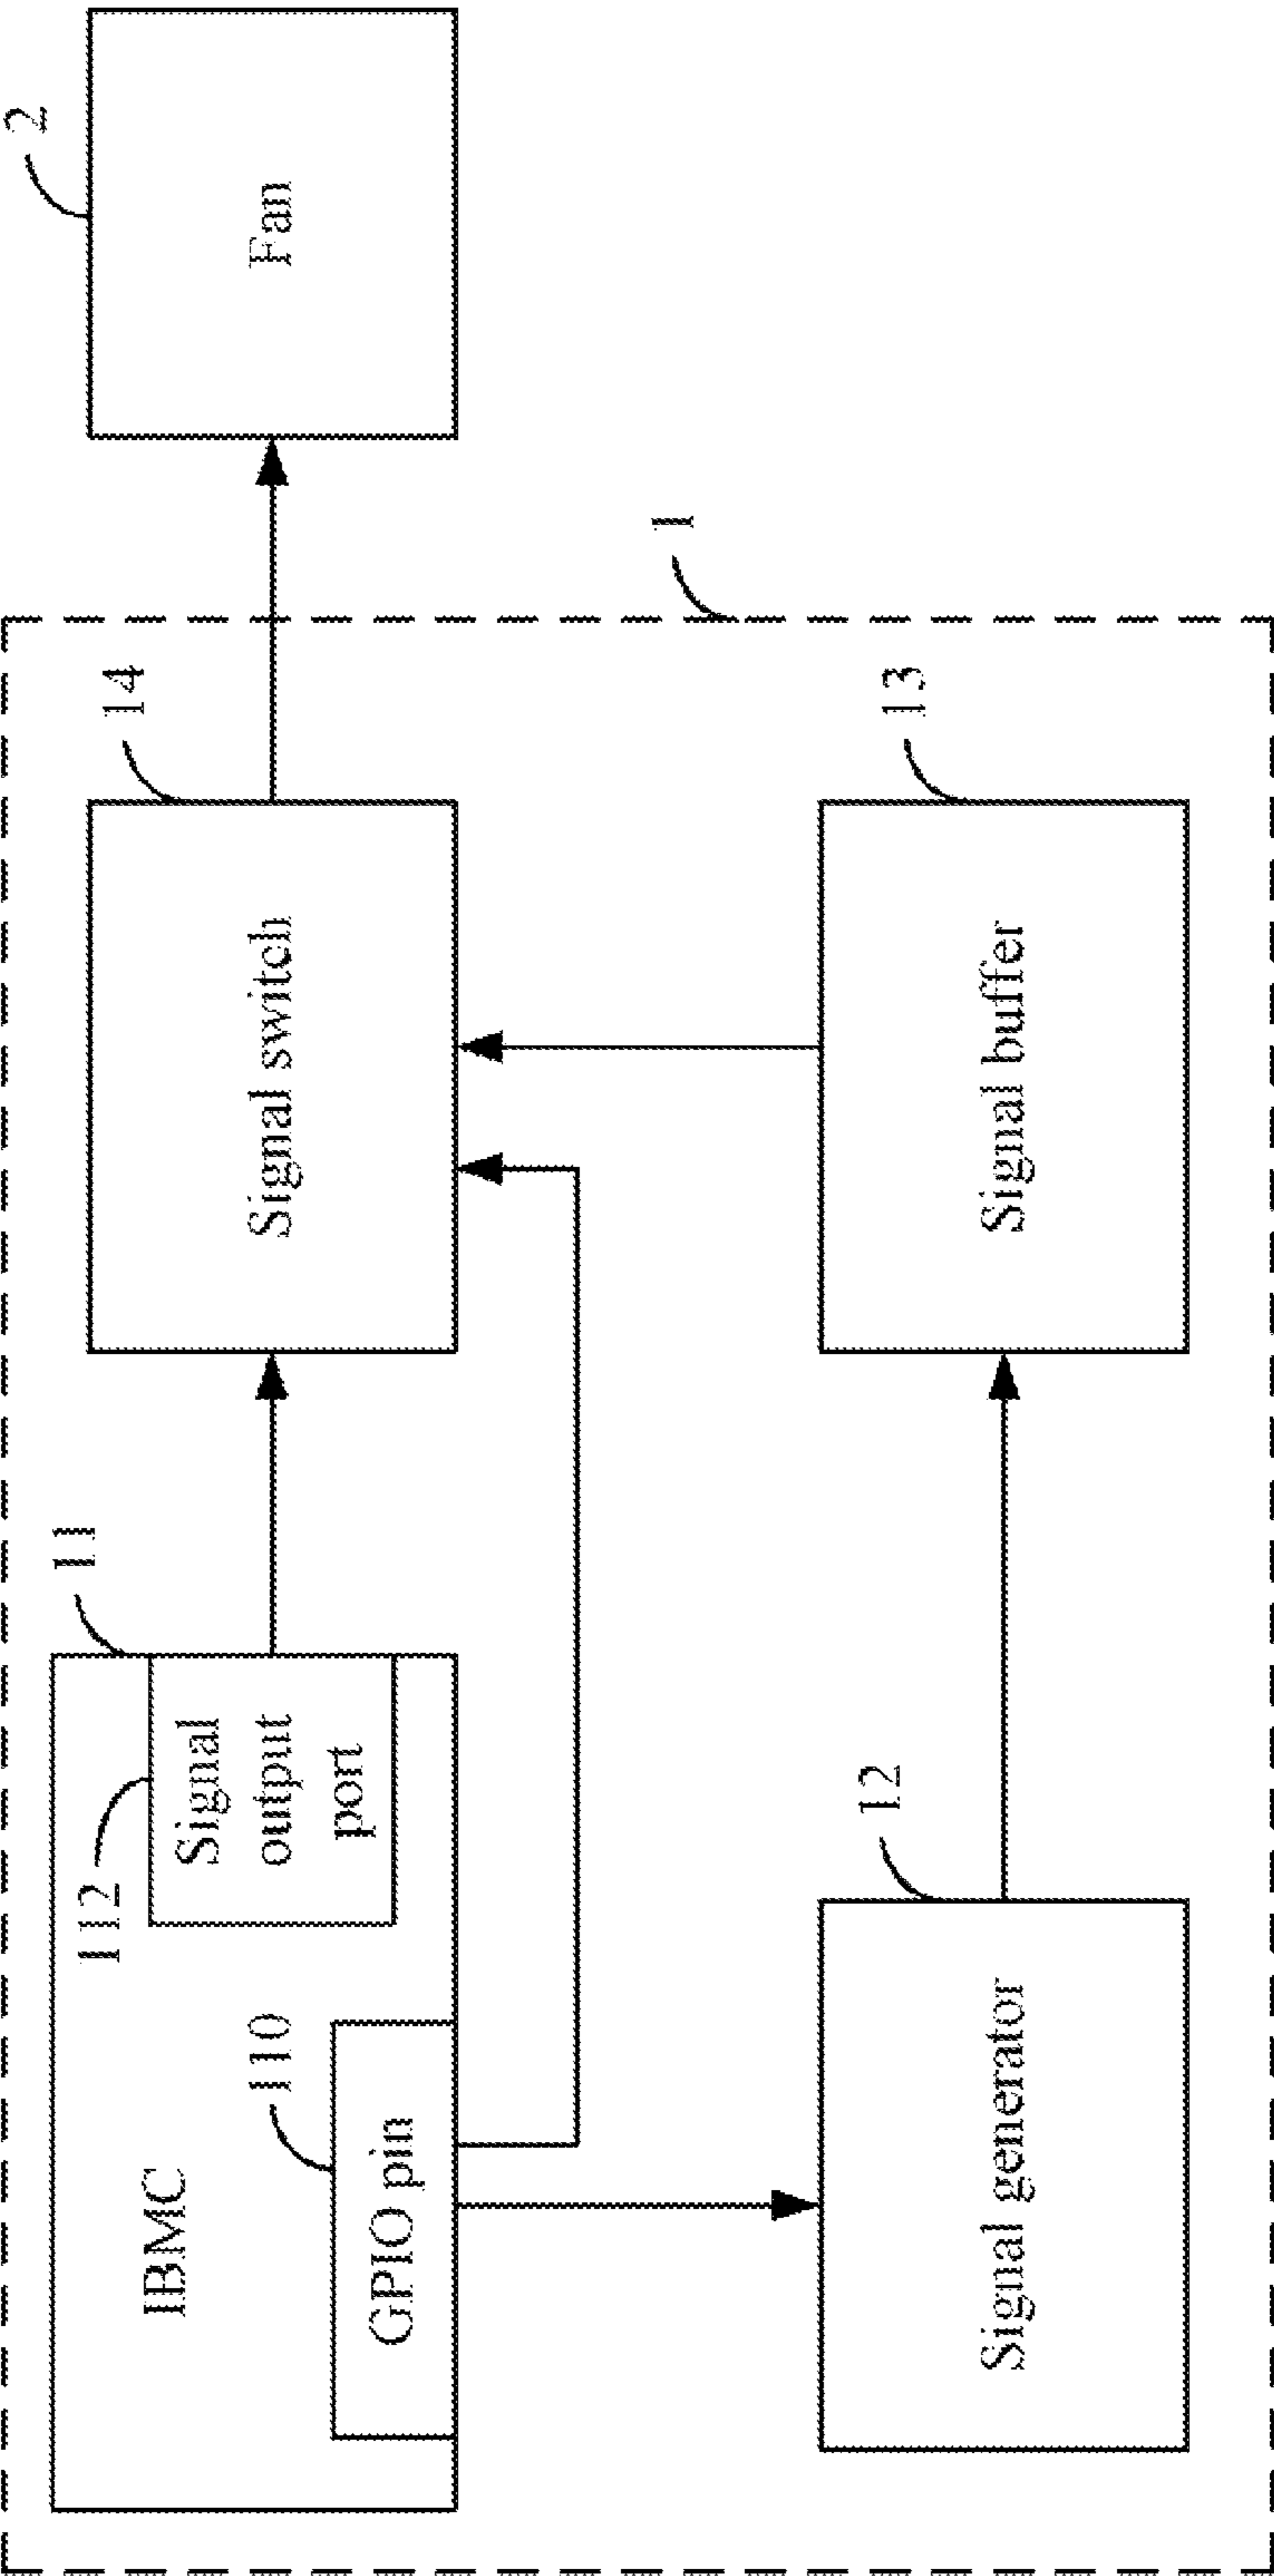 11
14
2
112
Signal
output
port
IBMC
110
GPIO pin
Signal switch
Fan
1
12
13
Signal generator
Signal buffer